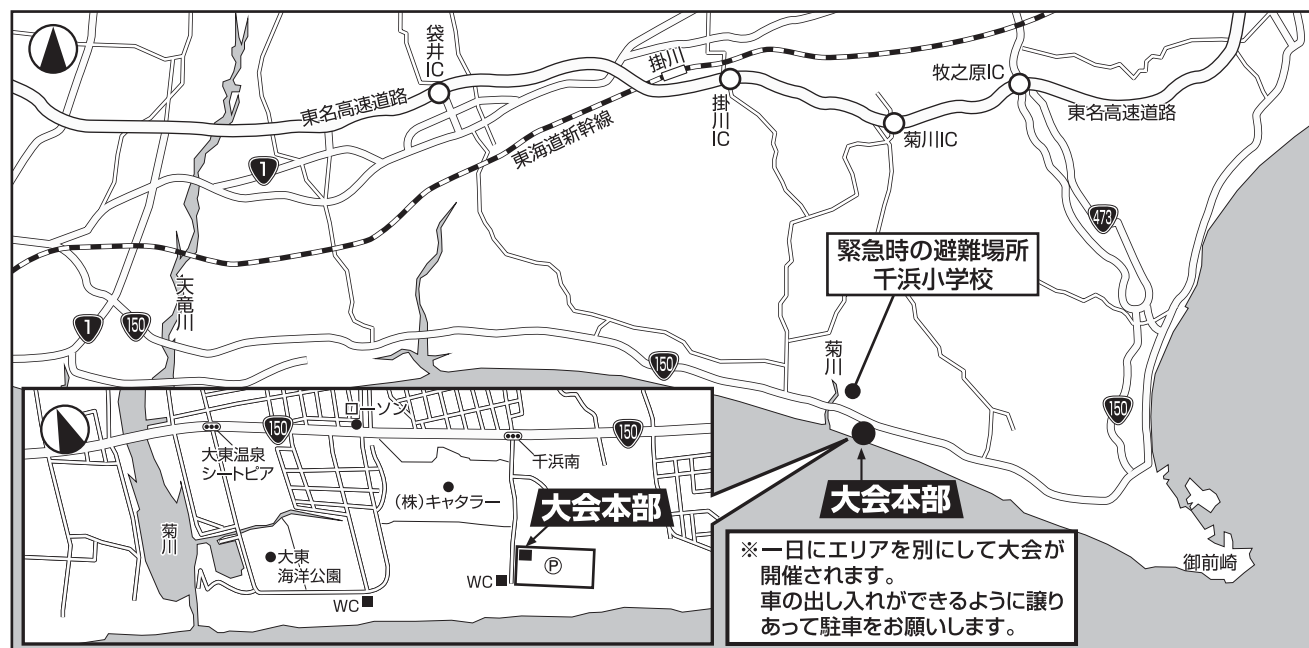 袋井
IC
掛川
牧之原IC
東名高速道路
掛川
IC
菊川IC
東名高速道路
東海道新幹線
1
473
緊急時の避難場所
千浜小学校
天竜川
1
150
150
菊川
150
大会本部
御前崎
※一日にエリアを別にして大会が
開催されます。
車の出し入れができるように譲り
あって駐車をお願いします。
ローソン
150
150
大東温泉
シートピア
千浜南
(株)キャタラー
大会本部
菊川
大東
海洋公園
P
WC
WC